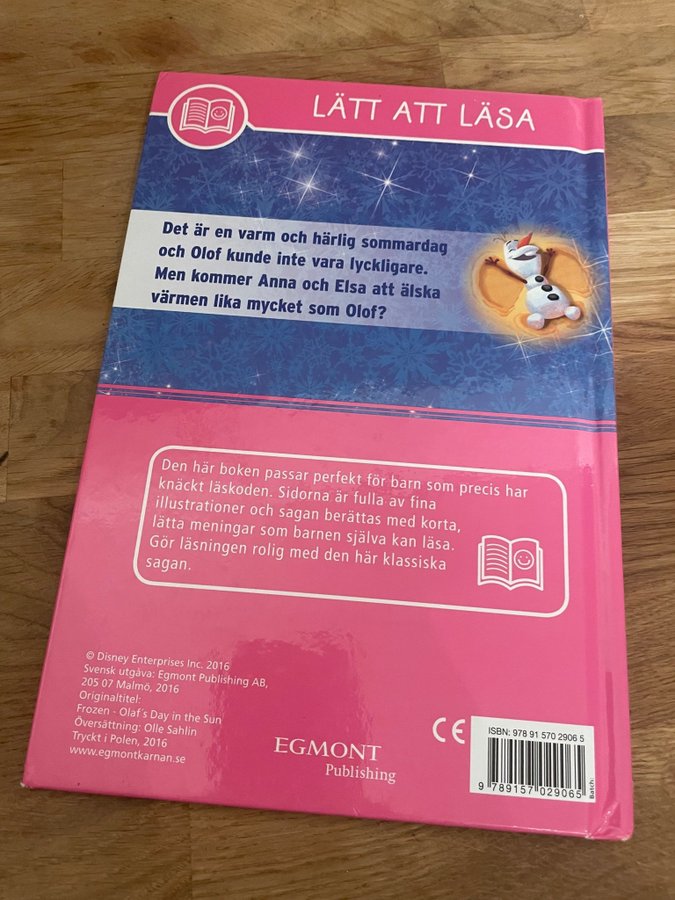 LÄTT ATT LÄSA
Det är en varm och härlig sommardag
och Olof kunde inte vara lyckligare.
Men kommer Anna och Elsa att älska
värmen lika mycket som Olof?
Den här boken passar perfekt för barn som precis har
knäckt läskoden. Sidorna är fulla av fina
illustrationer och sagan berättas med korta,
lätta meningar som barnen själva kan läsa.
Gör läsningen rolig med den här klassiska
sagan.
© Disney Enterprises Inc. 2016
Svensk utgåva: Egmont Publishing AB,
205 07 Malmö, 2016
Originaltitel:
Frozen - Olaf's Day in the Sun
Översättning: Olle Sahlin
Tryckt i Polen, 2016
www.egmontkarnan.se
EGMONT
Publishing
CE
ISBN: 978 91 570 2906 5
9 789157 029065
Batch: